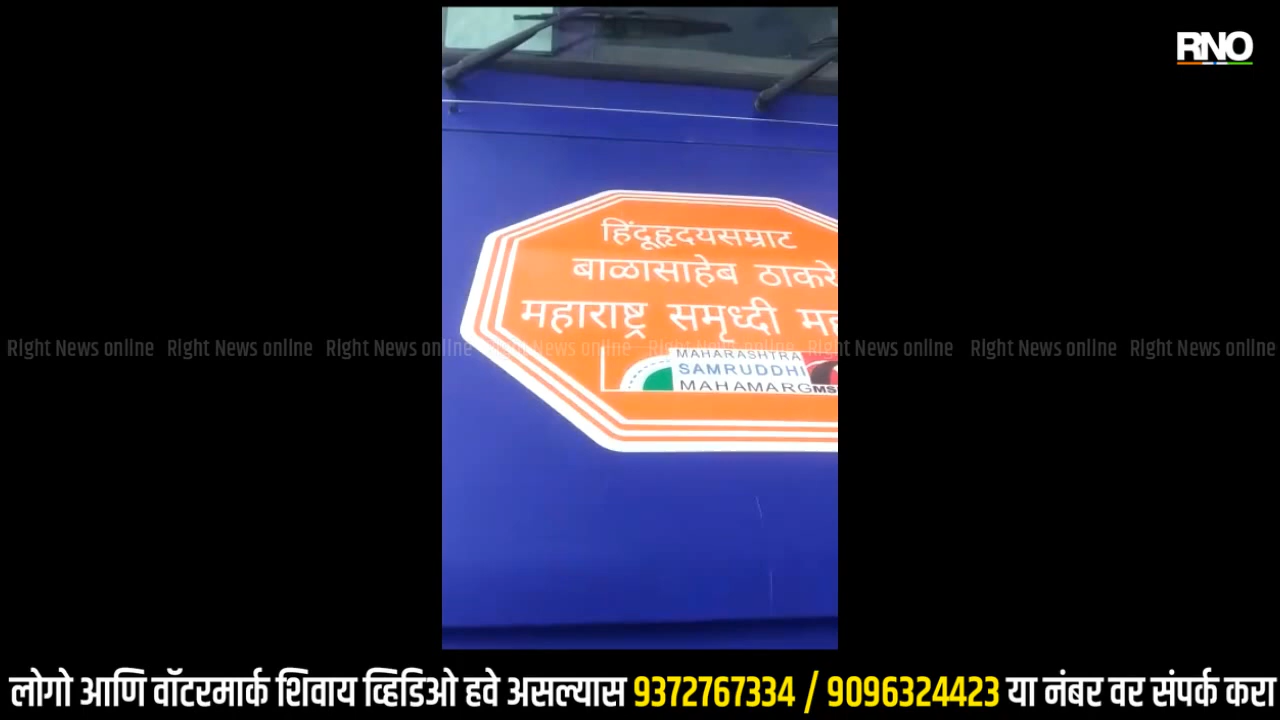 RNO
हिंदूहृदयसम्राट
बाळासाहेब ठाकरे
महाराष्ट्र समृध्दी
MAHARASHTRA
SAMRUDDHI
MAHAMARG
RIght News onlIne RIght News onlIne RIght News onlIne RIght News onlIne RIght News onlIne RIght News onlIne RIght News onlIne RIght News onlIne
लोगो आणि वॉटरमार्क शिवाय व्हिडिओ हवे असल्यास 9372767334 / 9096324423 या नंबर वर संपर्क करा